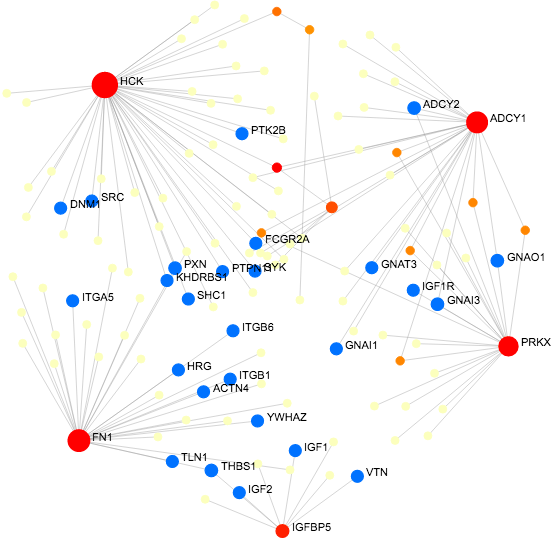 HCK
ADCY2
ADCY1
PTK2B
SRC
DNM1
FCGR2A
GNAO1
PXN
GNAT3
PTPN1
SYK
KHDRBS1
IGF1R
SHC1
ITGA5
GNAI3
ITGB6
PRKX
GNAI1
HRG
ITGB1
ACTN4
YWHAZ
FN1
IGF1
TLN1
THBS1
VTN
IGF2
IGFBP5